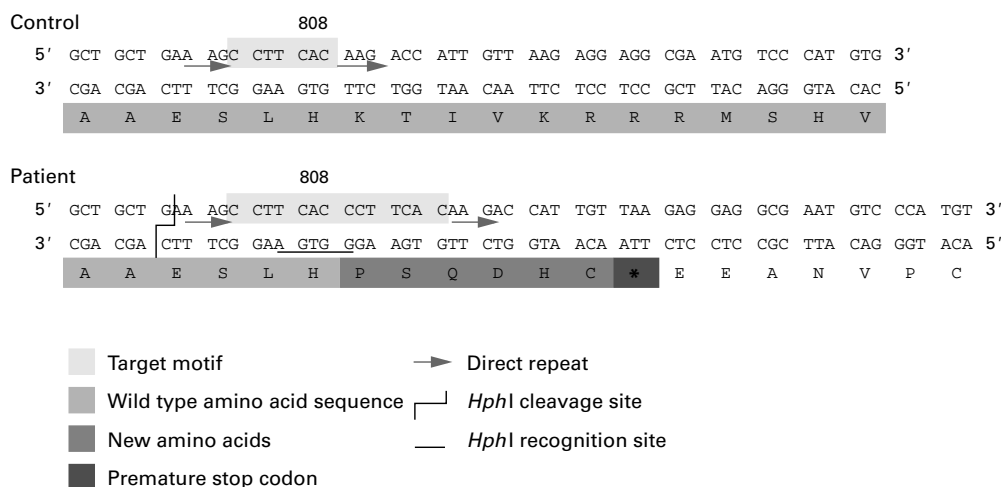 Control
808
5′ GCT GCT GAA AGC CTT CAC AAG ACC ATT GTT AAG AGG AGG CGA ATG TCC CAT GTG 3′
3′ CGA CGA CTT TCG GAA GTG TTC TGG TAA CAA TTC TCC TCC GCT TAC AGG GTA CAC 5′
A A E S L H K T I V K R R R M S H V
Patient
808
5′ GCT GCT GAA AGC CTT CAC CCT TCA CAA GAC CAT TGT TAA GAG GAG GCG AAT GTC CCA TGT 3′
3′ CGA CGA CTT TCG GAA GTG GGA AGT GTT CTG GTA ACA ATT CTC CTC CGC TTA CAG GGT ACA 5′
A A E S L H P S Q D H C * E E A N V P C
Target motif
Direct repeat
Wild type amino acid sequence
HphI cleavage site
New amino acids
HphI recognition site
Premature stop codon